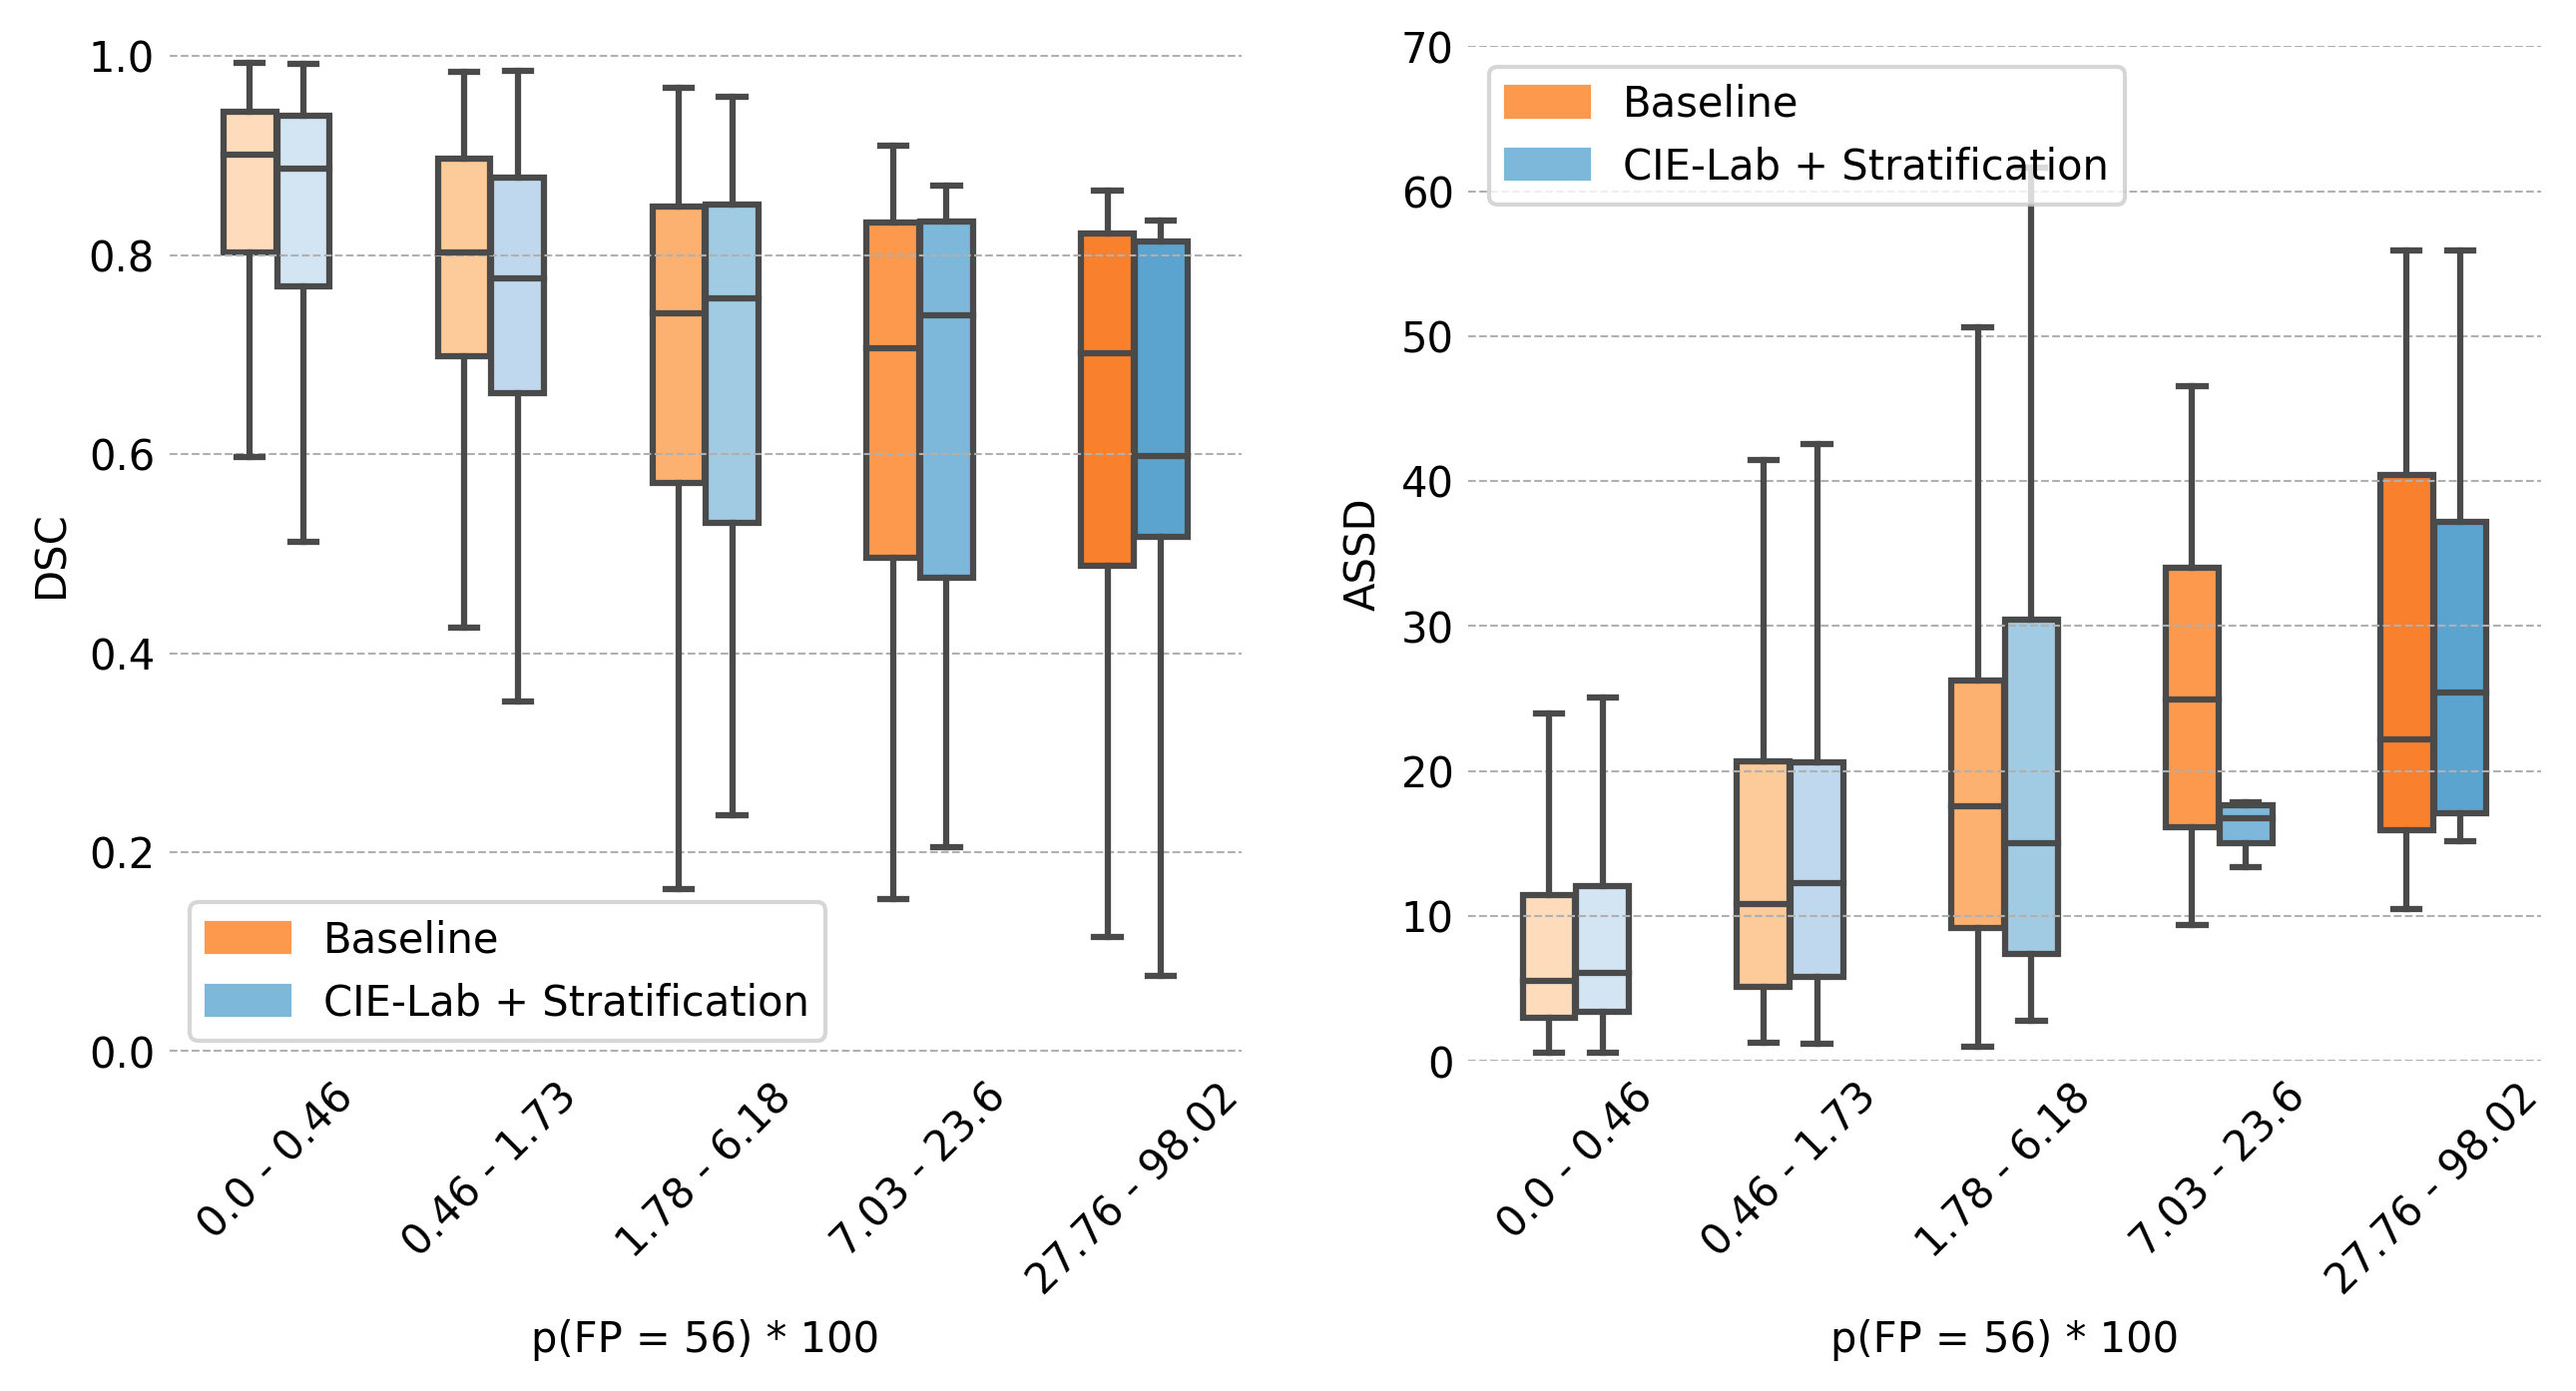 1.0
0.8
0.6
0.4
0.2
0.0
DSC
Baseline
CIE-Lab + Stratification
0.0 - 0.46
0.46 - 1.73
1.78 - 6.18
7.03 - 23.6
27.76 - 98.02
p(FP = 56) * 100
70
60
50
40
30
20
10
0
ASSD
Baseline
CIE-Lab + Stratification
0.0 - 0.46
0.46 - 1.73
1.78 - 6.18
7.03 - 23.6
27.76 - 98.02
p(FP = 56) * 100